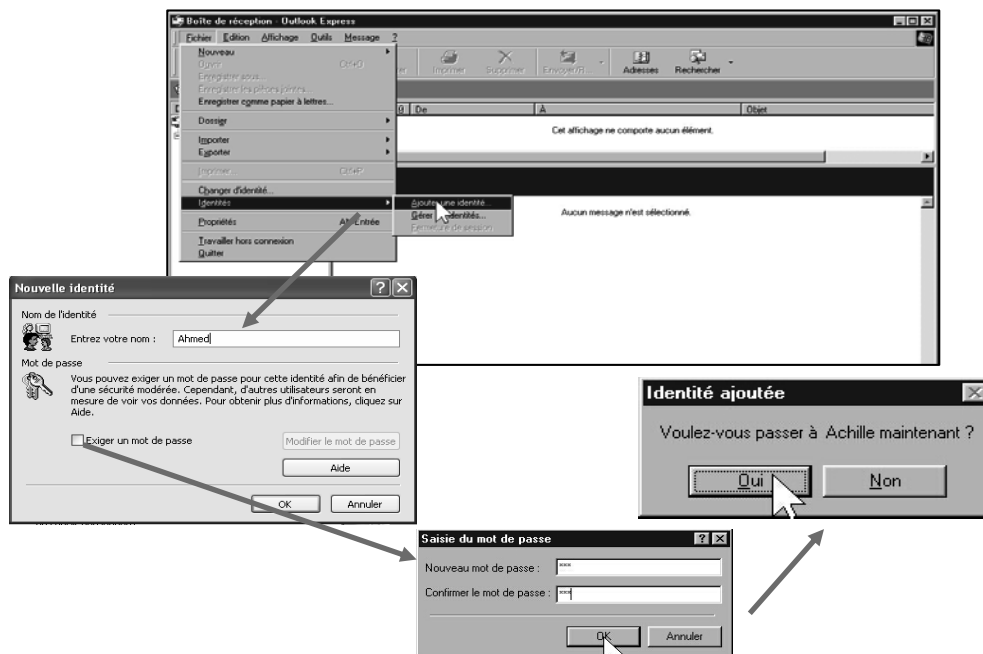 Boîte de réception - Outlook Express
Fichier Edition Affichage Outils Message ?
Nouveau
Ouvrir Ctrl+O
Enregistrer sous...
Enregistrer les pièces jointes...
Enregistrer comme papier à lettres...
Dossier
Importer
Exporter
Imprimer... Ctrl+P
Changer d'identité...
Identités
Propriétés Alt+Entrée
Travailler hors connexion
Quitter
Ajouter une identité...
Gérer identités...
Fermeture de session
Imprimer Supprimer Envoyer/R... Adresses Rechercher
De À Objet
Cet affichage ne comporte aucun élément.
Aucun message n'est sélectionné.
Nouvelle identité
Nom de l'identité
Entrez votre nom : Ahmed
Mot de passe
Vous pouvez exiger un mot de passe pour cette identité afin de bénéficier
d'une sécurité modérée. Cependant, d'autres utilisateurs seront en
mesure de voir vos données. Pour obtenir plus d'informations, cliquez sur
Aide.
Exiger un mot de passe Modifier le mot de passe
Aide
OK Annuler
Identité ajoutée
Voulez-vous passer à Achille maintenant ?
Oui Non
Saisie du mot de passe
Nouveau mot de passe : ***
Confirmer le mot de passe : ***
OK Annuler